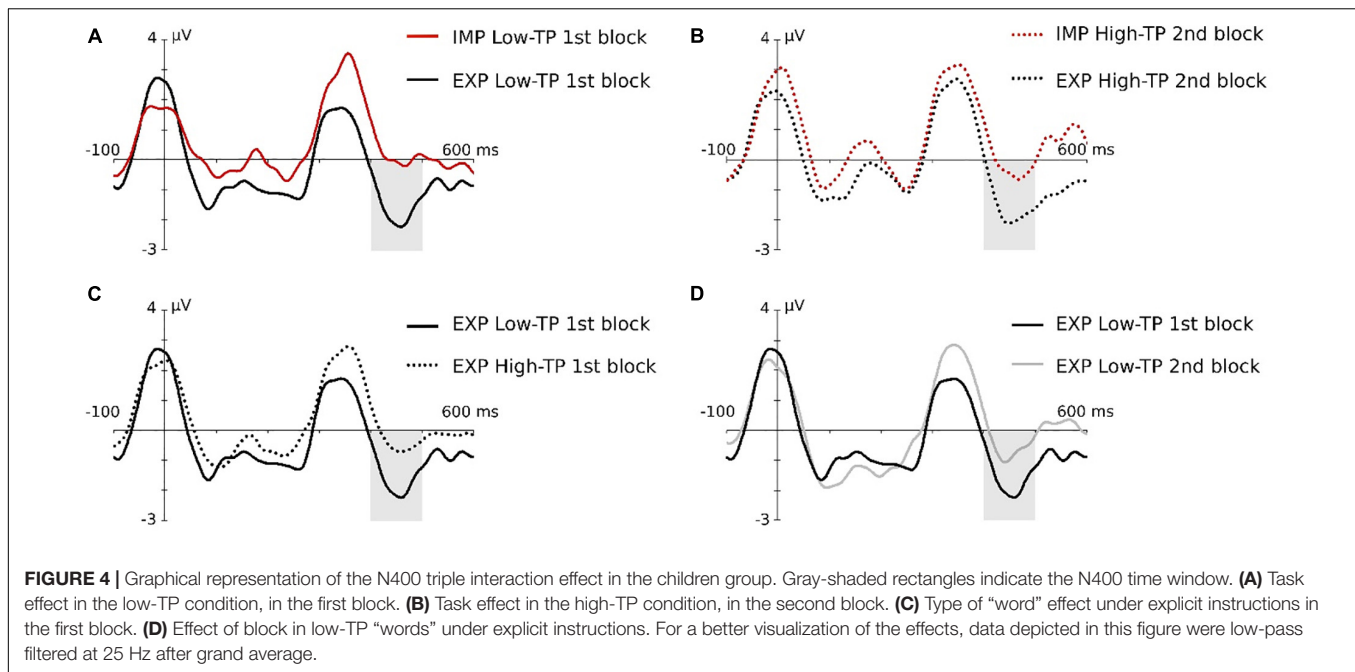 A
4 µV
IMP Low-TP 1st block
EXP Low-TP 1st block
-100
600 ms
-3
B
4 µV
IMP High-TP 2nd block
EXP High-TP 2nd block
-100
600 ms
-3
C
4 µV
EXP Low-TP 1st block
EXP High-TP 1st block
-100
600 ms
-3
D
4 µV
EXP Low-TP 1st block
EXP Low-TP 2nd block
-100
600 ms
-3
FIGURE 4 | Graphical representation of the N400 triple interaction effect in the children group. Gray-shaded rectangles indicate the N400 time window. (A) Task
effect in the low-TP condition, in the first block. (B) Task effect in the high-TP condition, in the second block. (C) Type of “word” effect under explicit instructions in
the first block. (D) Effect of block in low-TP “words” under explicit instructions. For a better visualization of the effects, data depicted in this figure were low-pass
filtered at 25 Hz after grand average.